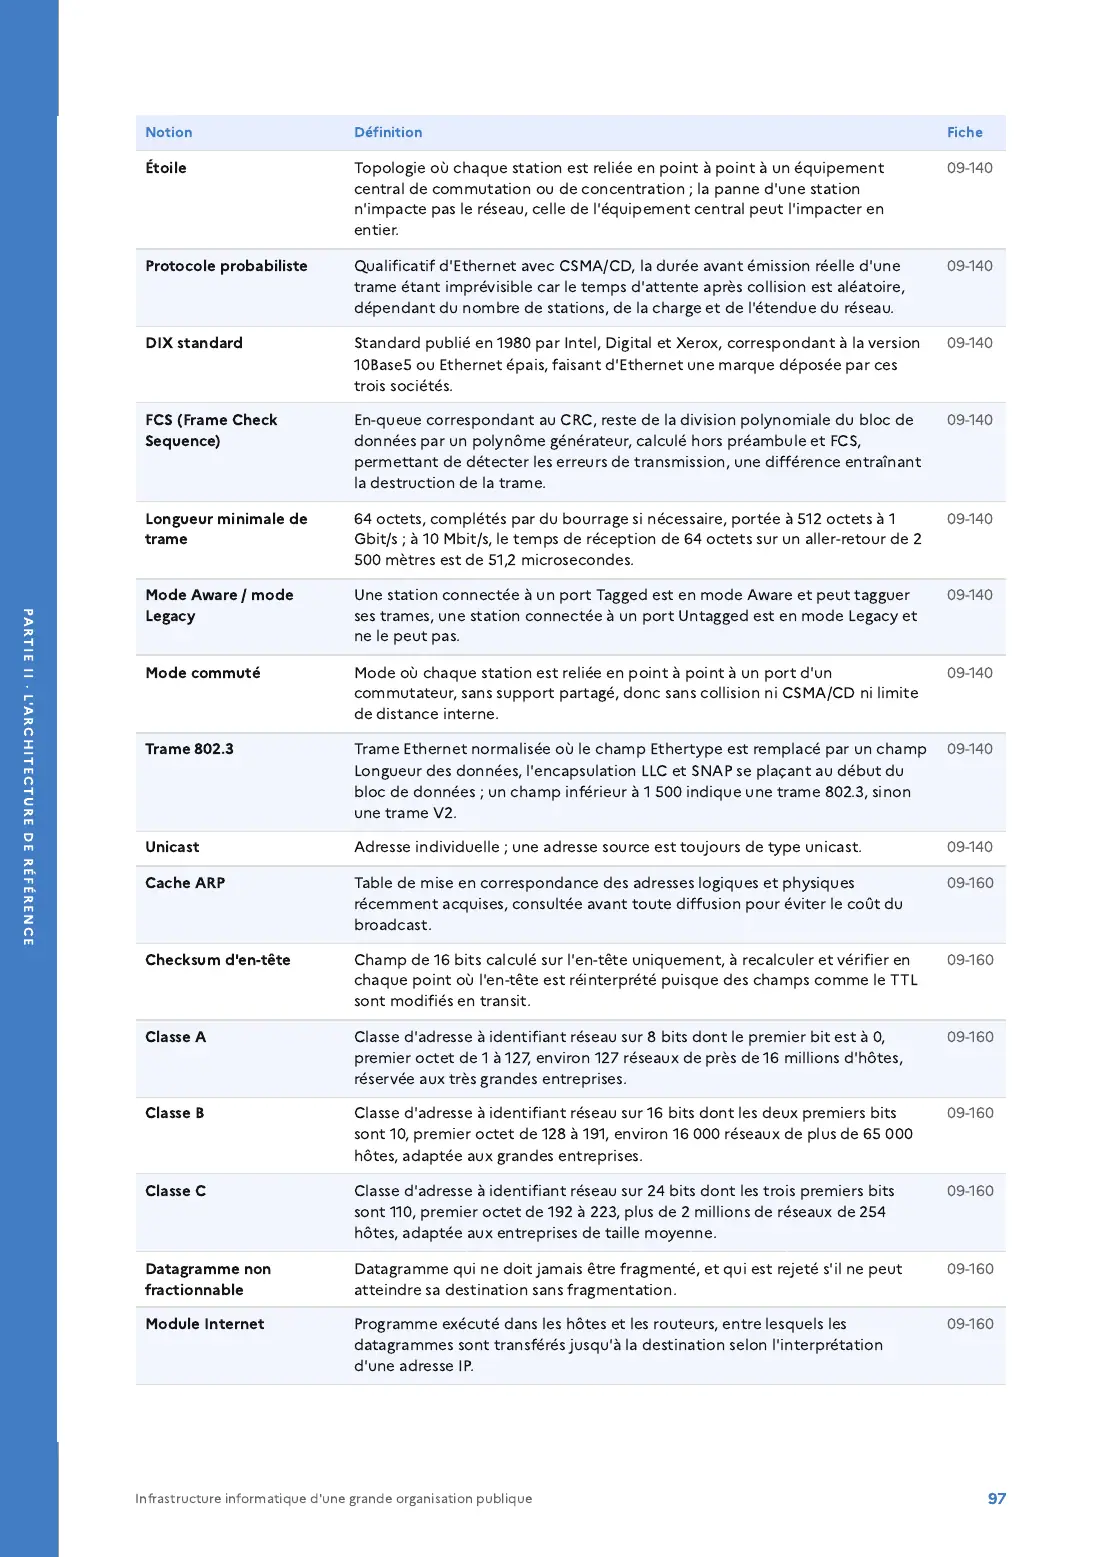 Notion Définition Fiche
Étoile Topologie où chaque station est reliée en point à point à un équipement 09-140
central de commutation ou de concentration ; la panne d'une station
n'impacte pas le réseau, celle de l'équipement central peut l'impacter en
entier.
Protocole probabiliste Qualificatif d'Ethernet avec CSMA/CD, la durée avant émission réelle d'une 09-140
trame étant imprévisible car le temps d'attente après collision est aléatoire,
dépendant du nombre de stations, de la charge et de l'étendue du réseau.
DIX standard Standard publié en 1980 par Intel, Digital et Xerox, correspondant à la version 09-140
10Base5 ou Ethernet épais, faisant d'Ethernet une marque déposée par ces
trois sociétés.
FCS (Frame Check En-queue correspondant au CRC, reste de la division polynomiale du bloc de 09-140
Sequence) données par un polynôme générateur, calculé hors préambule et FCS,
permettant de détecter les erreurs de transmission, une différence entraînant
la destruction de la trame.
Longueur minimale de 64 octets, complétés par du bourrage si nécessaire, portée à 512 octets à 1 09-140
trame Gbit/s ; à 10 Mbit/s, le temps de réception de 64 octets sur un aller-retour de 2
500 mètres est de 51,2 microsecondes.
Mode Aware / mode Une station connectée à un port Tagged est en mode Aware et peut tagguer 09-140
Legacy ses trames, une station connectée à un port Untagged est en mode Legacy et
ne le peut pas.
Mode commuté Mode où chaque station est reliée en point à point à un port d'un 09-140
commutateur, sans support partagé, donc sans collision ni CSMA/CD ni limite
de distance interne.
Trame 802.3 Trame Ethernet normalisée où le champ Ethertype est remplacé par un champ 09-140
Longueur des données, l'encapsulation LLC et SNAP se plaçant au début du
bloc de données ; un champ inférieur à 1 500 indique une trame 802.3, sinon
une trame V2.
Unicast Adresse individuelle ; une adresse source est toujours de type unicast. 09-140
Cache ARP Table de mise en correspondance des adresses logiques et physiques 09-160
récemment acquises, consultée avant toute diffusion pour éviter le coût du
broadcast.
Checksum d'en-tête Champ de 16 bits calculé sur l'en-tête uniquement, à recalculer et vérifier en 09-160
chaque point où l'en-tête est réinterprété puisque des champs comme le TTL
sont modifiés en transit.
Classe A Classe d'adresse à identifiant réseau sur 8 bits dont le premier bit est à 0, 09-160
premier octet de 1 à 127, environ 127 réseaux de près de 16 millions d'hôtes,
réservée aux très grandes entreprises.
Classe B Classe d'adresse à identifiant réseau sur 16 bits dont les deux premiers bits 09-160
sont 10, premier octet de 128 à 191, environ 16 000 réseaux de plus de 65 000
hôtes, adaptée aux grandes entreprises.
Classe C Classe d'adresse à identifiant réseau sur 24 bits dont les trois premiers bits 09-160
sont 110, premier octet de 192 à 223, plus de 2 millions de réseaux de 254
hôtes, adaptée aux entreprises de taille moyenne.
Datagramme non Datagramme qui ne doit jamais être fragmenté, et qui est rejeté s'il ne peut 09-160
fractionnable atteindre sa destination sans fragmentation.
Module Internet Programme exécuté dans les hôtes et les routeurs, entre lesquels les 09-160
datagrammes sont transférés jusqu'à la destination selon l'interprétation
d'une adresse IP.
PARTIE II · L'ARCHITECTURE DE RÉFÉRENCE
Infrastructure informatique d'une grande organisation publique 97